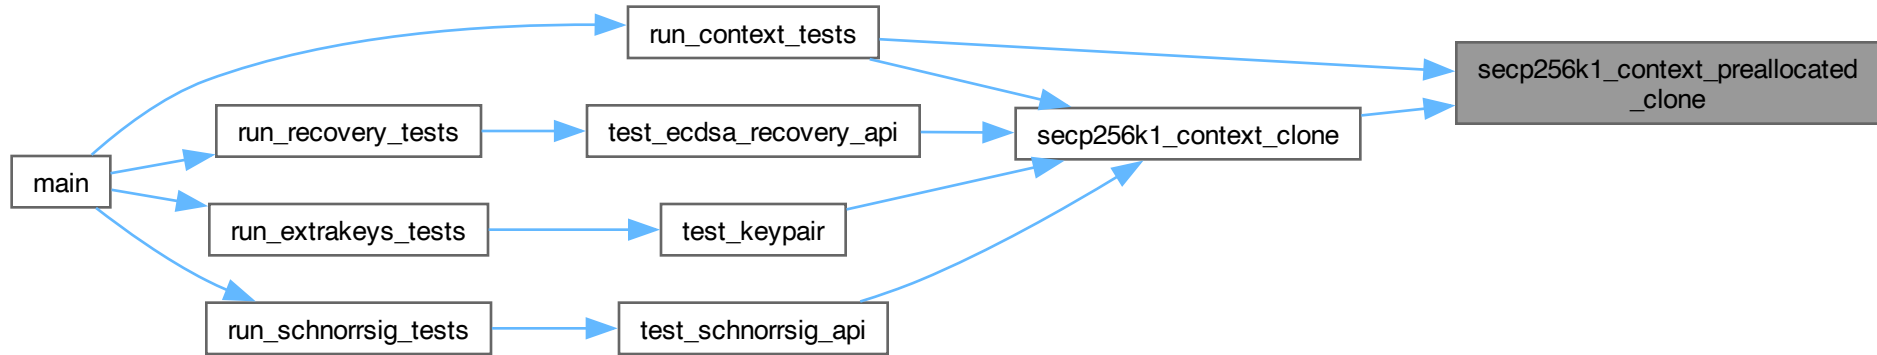 run_context_tests
secp256k1_context_preallocated
_clone
run_recovery_tests
test_ecdsa_recovery_api
secp256k1_context_clone
main
run_extrakeys_tests
test_keypair
run_schnorrsig_tests
test_schnorrsig_api